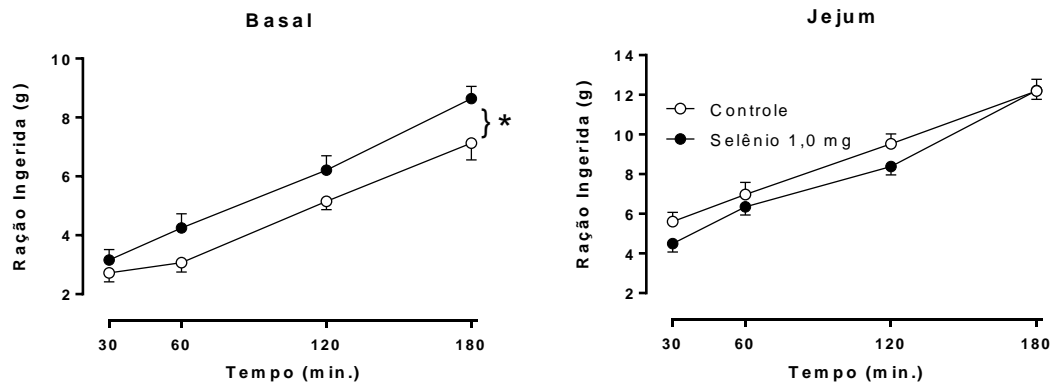 Basal
Ração Ingerida (g)
10
8
6
4
2
*
30 60 120 180
Tempo (min.)
Jejum
Ração Ingerida (g)
14
12
10
8
6
4
2
Controle
Selênio 1,0 mg
30 60 120 180
Tempo (min.)